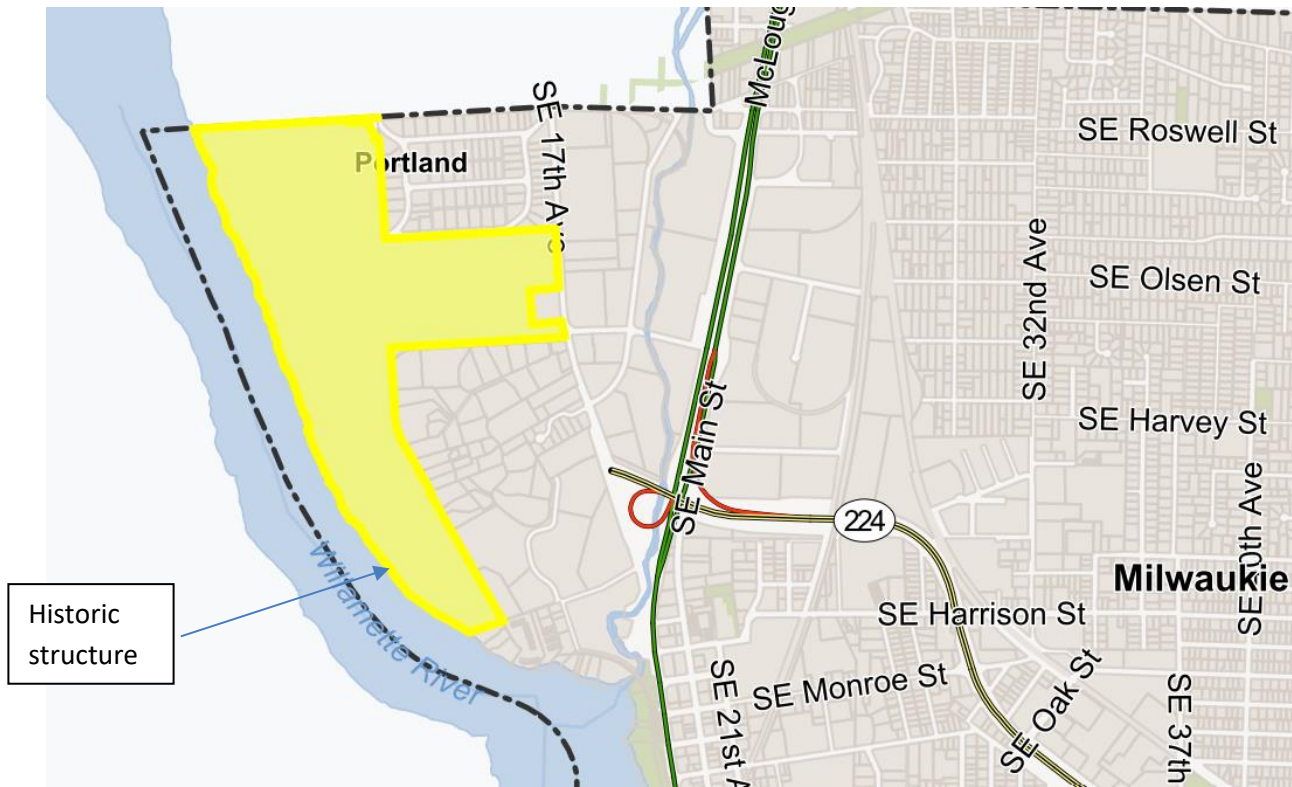 McLoug
SE 17th Ave
Portland
SE Roswell St
SE 32nd Ave
SE Olsen St
SE Main St
SE Harvey St
224
SE 40th Ave
Milwaukie
Willamette River
Historic
structure
SE Harrison St
SE Monroe St
SE Oak St
SE 21st A
SE 37th